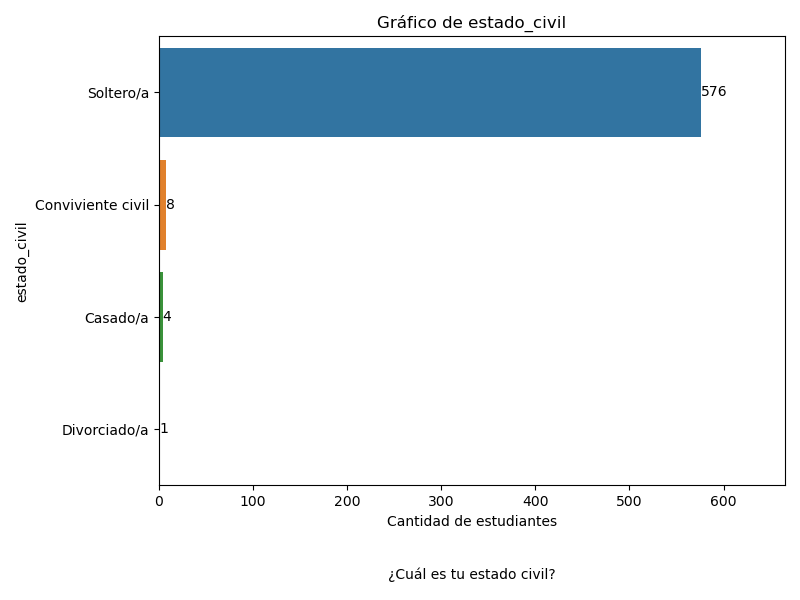 Gráfico de estado_civil
Soltero/a
576
Conviviente civil
8
Casado/a
4
Divorciado/a
1
estado_civil
0 100 200 300 400 500 600
Cantidad de estudiantes
¿Cuál es tu estado civil?